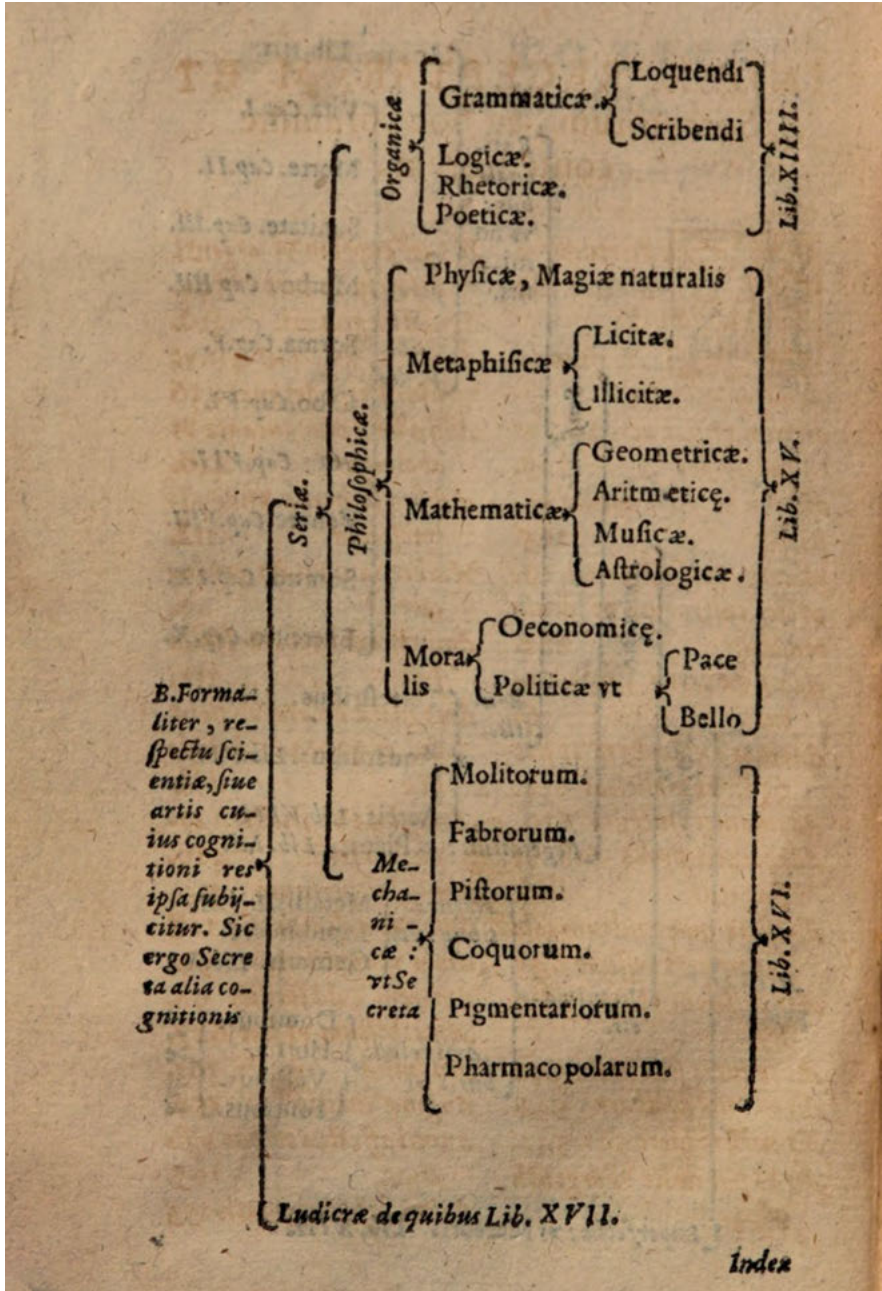 Organicæ
Grammaticæ.
Loquendi
Scribendi
Logicæ.
Rhetoricæ.
Poeticæ.
Lib. XIIII.
Seriæ.
Philosophicæ.
Phyſicæ, Magiæ naturalis
Metaphiſicæ
Licitæ.
Illicitæ.
Mathematicæ
Geometricæ.
Aritmeticę.
Muſicæ.
Aſtrologicæ.
Mora
lis
Oeconomicę.
Politicæ vt
Pace
Bello
Lib. XV.
B. Forma-
liter, re-
ſpectu ſci-
entiæ, ſiue
artis cu-
ius cogni-
tioni res
ipſa ſubij-
citur. Sic
ergo Secre
ta alia co-
gnitionis
Me-
cha-
ni-
cæ:
vt Se
creta
Molitorum.
Fabrorum.
Piſtorum.
Coquorum.
Pigmentariorum.
Pharmacopolarum.
Lib. XVI.
Ludicræ de quibus Lib. XVII.
Index